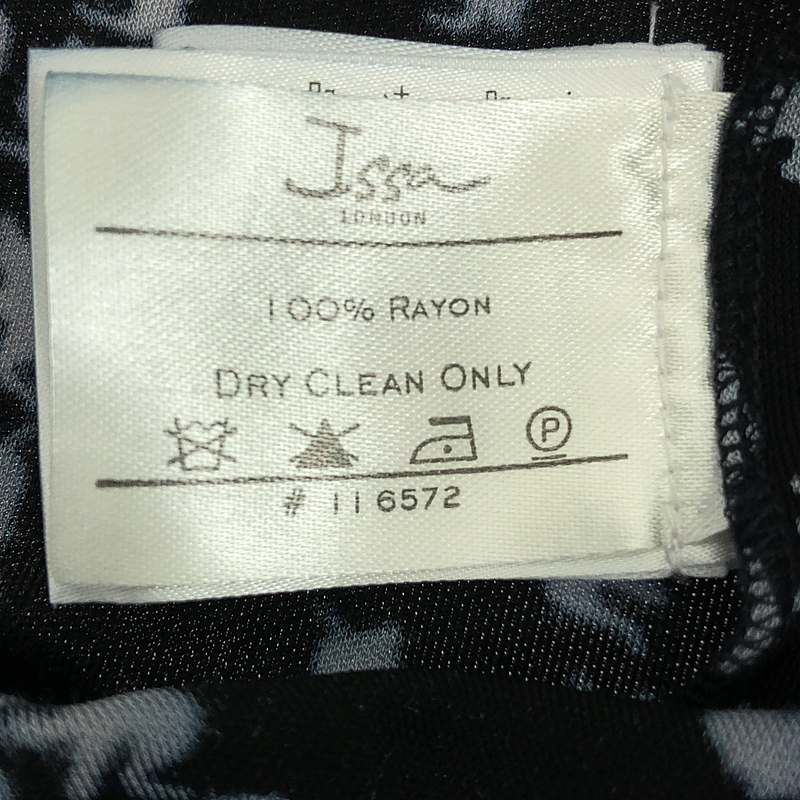 Issa
LONDON
100% RAYON
DRY CLEAN ONLY
P
# 116572